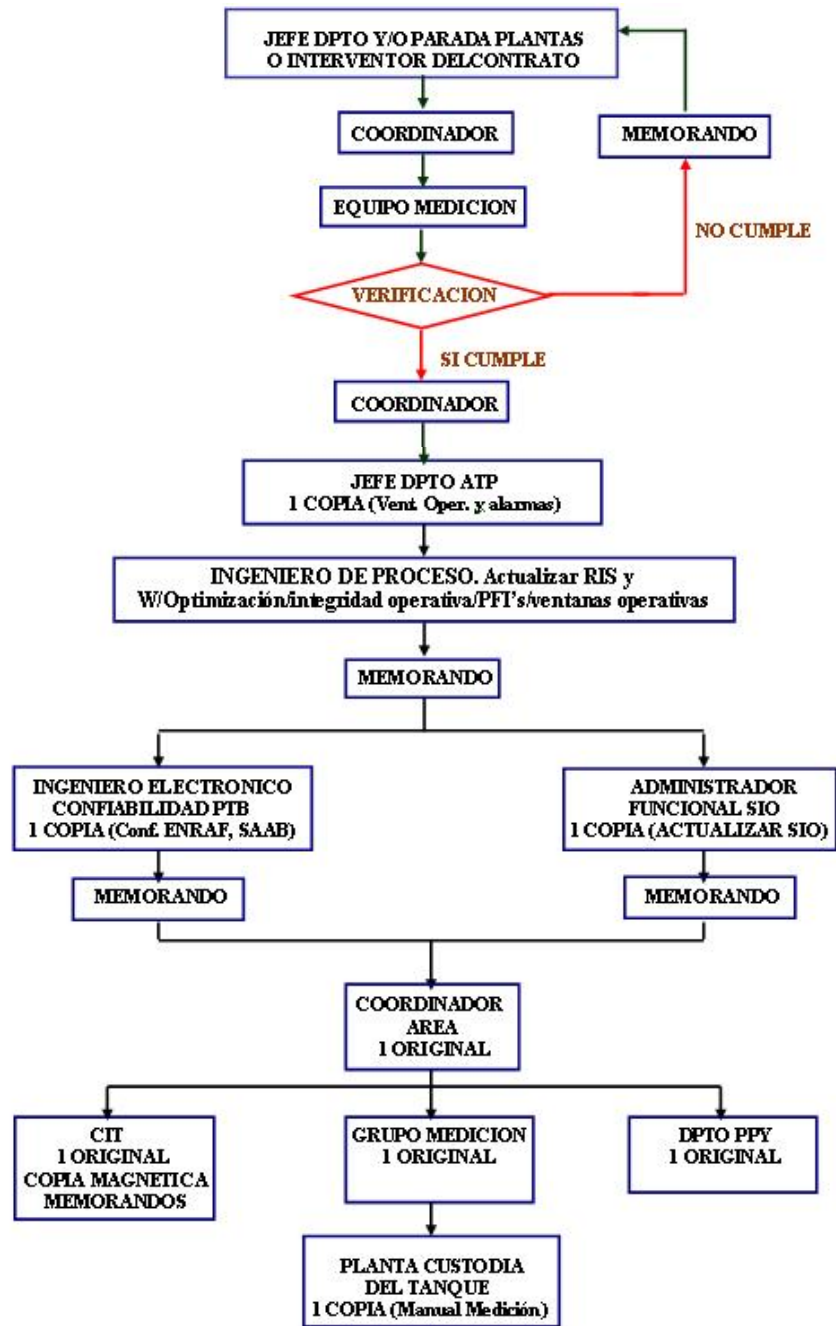 JEFE DPTO Y/O PARADA PLANTAS
O INTERVENTOR DELCONTRATO
COORDINADOR
MEMORANDO
EQUIPO MEDICION
NO CUMPLE
VERIFICACION
SI CUMPLE
COORDINADOR
JEFE DPTO ATP
1 COPIA (Vent. Oper. y alarmas)
INGENIERO DE PROCESO. Actualizar RIS y
W/Optimización/integridad operativa/PFI's/ventanas operativas
MEMORANDO
INGENIERO ELECTRONICO
CONFIABILIDAD PTB
1 COPIA (Conf. ENRAF, SAAB)
ADMINISTRADOR
FUNCIONAL SIO
1 COPIA (ACTUALIZAR SIO)
MEMORANDO
MEMORANDO
COORDINADOR
AREA
1 ORIGINAL
CIT
1 ORIGINAL
COPIA MAGNETICA
MEMORANDOS
GRUPO MEDICION
1 ORIGINAL
DPTO PPY
1 ORIGINAL
PLANTA CUSTODIA
DEL TANQUE
1 COPIA (Manual Medición)